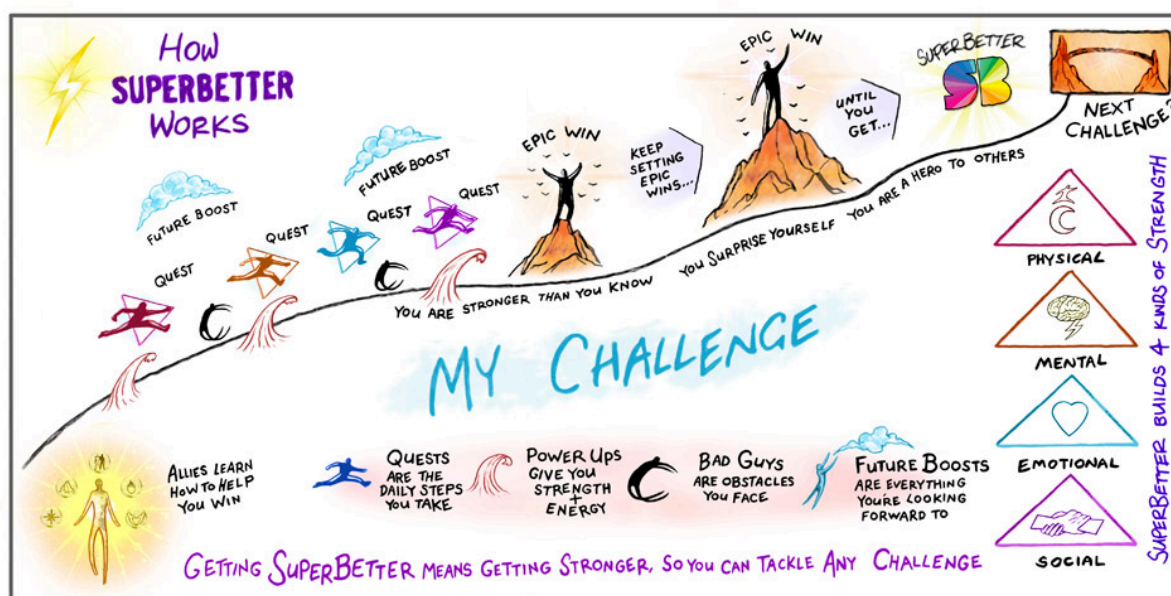 How
SUPERBETTER
WORKS
FUTURE BOOST
FUTURE BOOST
QUEST
QUEST
QUEST
QUEST
EPIC WIN
KEEP
SETTING
EPIC
WINS...
EPIC WIN
UNTIL
YOU
GET...
SUPERBETTER
SB
NEXT
CHALLENGE?
YOU ARE STRONGER THAN YOU KNOW
YOU SURPRISE YOURSELF
YOU ARE A HERO TO OTHERS
MY CHALLENGE
PHYSICAL
MENTAL
EMOTIONAL
SOCIAL
SUPERBETTER BUILDS 4 KINDS OF STRENGTH
ALLIES LEARN
HOW TO HELP
YOU WIN
QUESTS
ARE THE
DAILY STEPS
YOU TAKE
POWER UPS
GIVE YOU
STRENGTH
+
ENERGY
BAD GUYS
ARE OBSTACLES
YOU FACE
FUTURE BOOSTS
ARE EVERYTHING
YOU'RE LOOKING
FORWARD TO
GETTING SUPERBETTER MEANS GETTING STRONGER, SO YOU CAN TACKLE ANY CHALLENGE